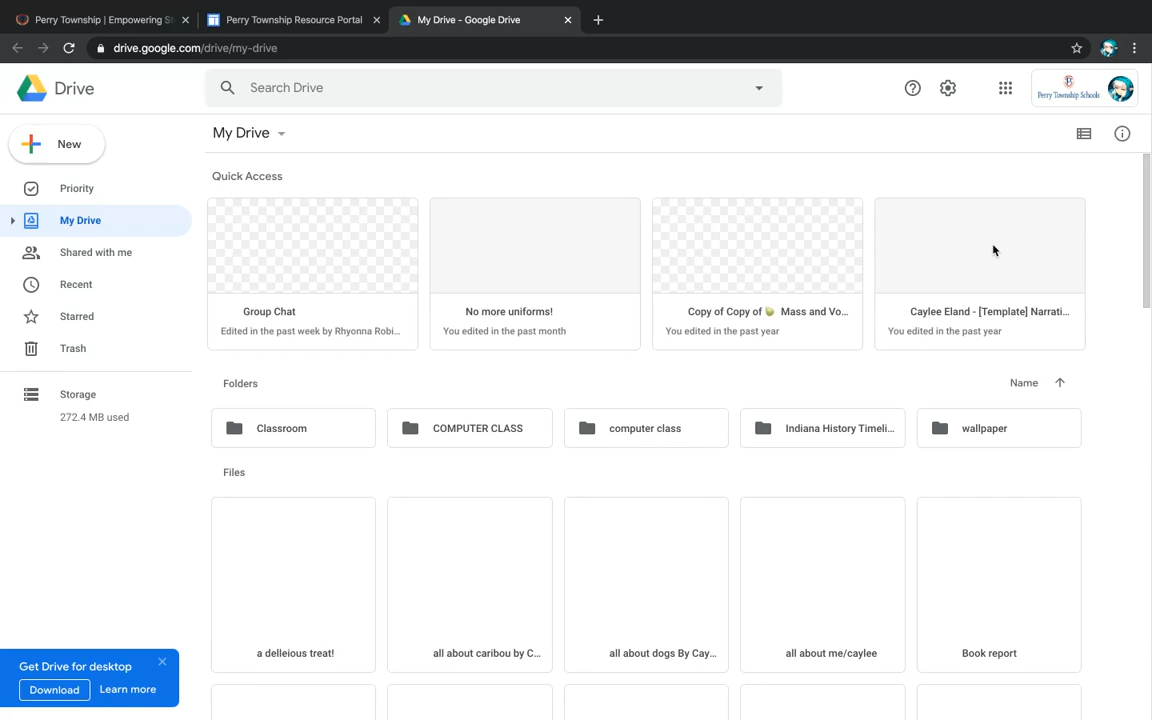 Perry Township | Empowering St
Perry Township Resource Portal
My Drive - Google Drive
drive.google.com/drive/my-drive
Drive
Search Drive
Perry Township Schools
New
My Drive
Priority
My Drive
Shared with me
Recent
Starred
Trash
Storage
272.4 MB used
Quick Access
Group Chat
Edited in the past week by Rhyonna Robi...
No more uniforms!
You edited in the past month
Copy of Copy of 🍈 Mass and Vo...
You edited in the past year
Caylee Eland - [Template] Narrati...
You edited in the past year
Folders
Name
Classroom
COMPUTER CLASS
computer class
Indiana History Timeli...
wallpaper
Files
a delleious treat!
all about caribou by C...
all about dogs By Cay...
all about me/caylee
Book report
Get Drive for desktop
Download
Learn more